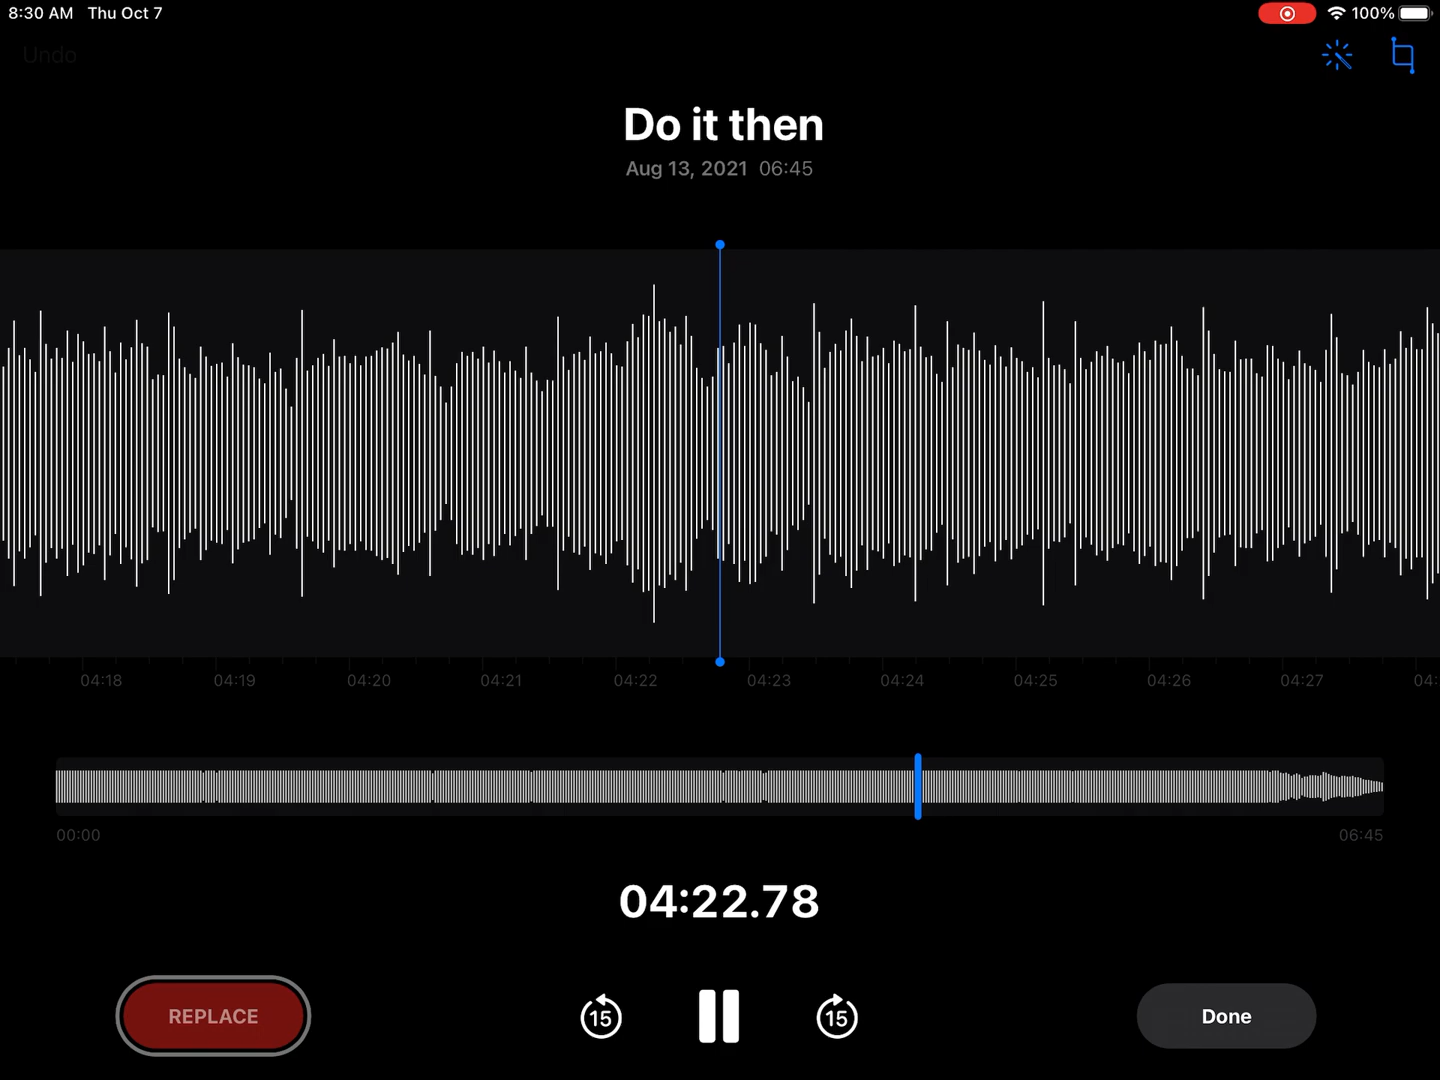 8:30 AM Thu Oct 7 100%
Undo
Do it then
Aug 13, 2021 06:45
04:18 04:19 04:20 04:21 04:22 04:23 04:24 04:25 04:26 04:27 04:
00:00 06:45
04:22.78
REPLACE 15 15 Done